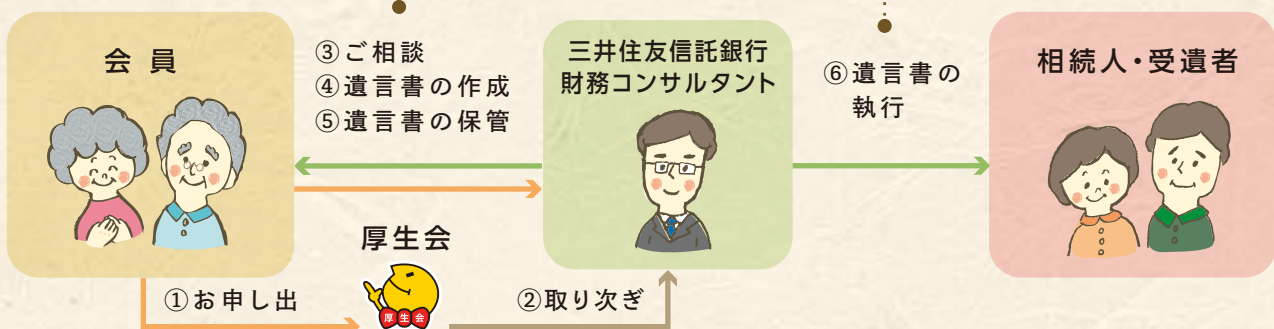 会員
③ご相談
④遺言書の作成
⑤遺言書の保管
三井住友信託銀行
財務コンサルタント
⑥遺言書の
執行
相続人・受遺者
厚生会
①お申し出
厚生会
②取り次ぎ